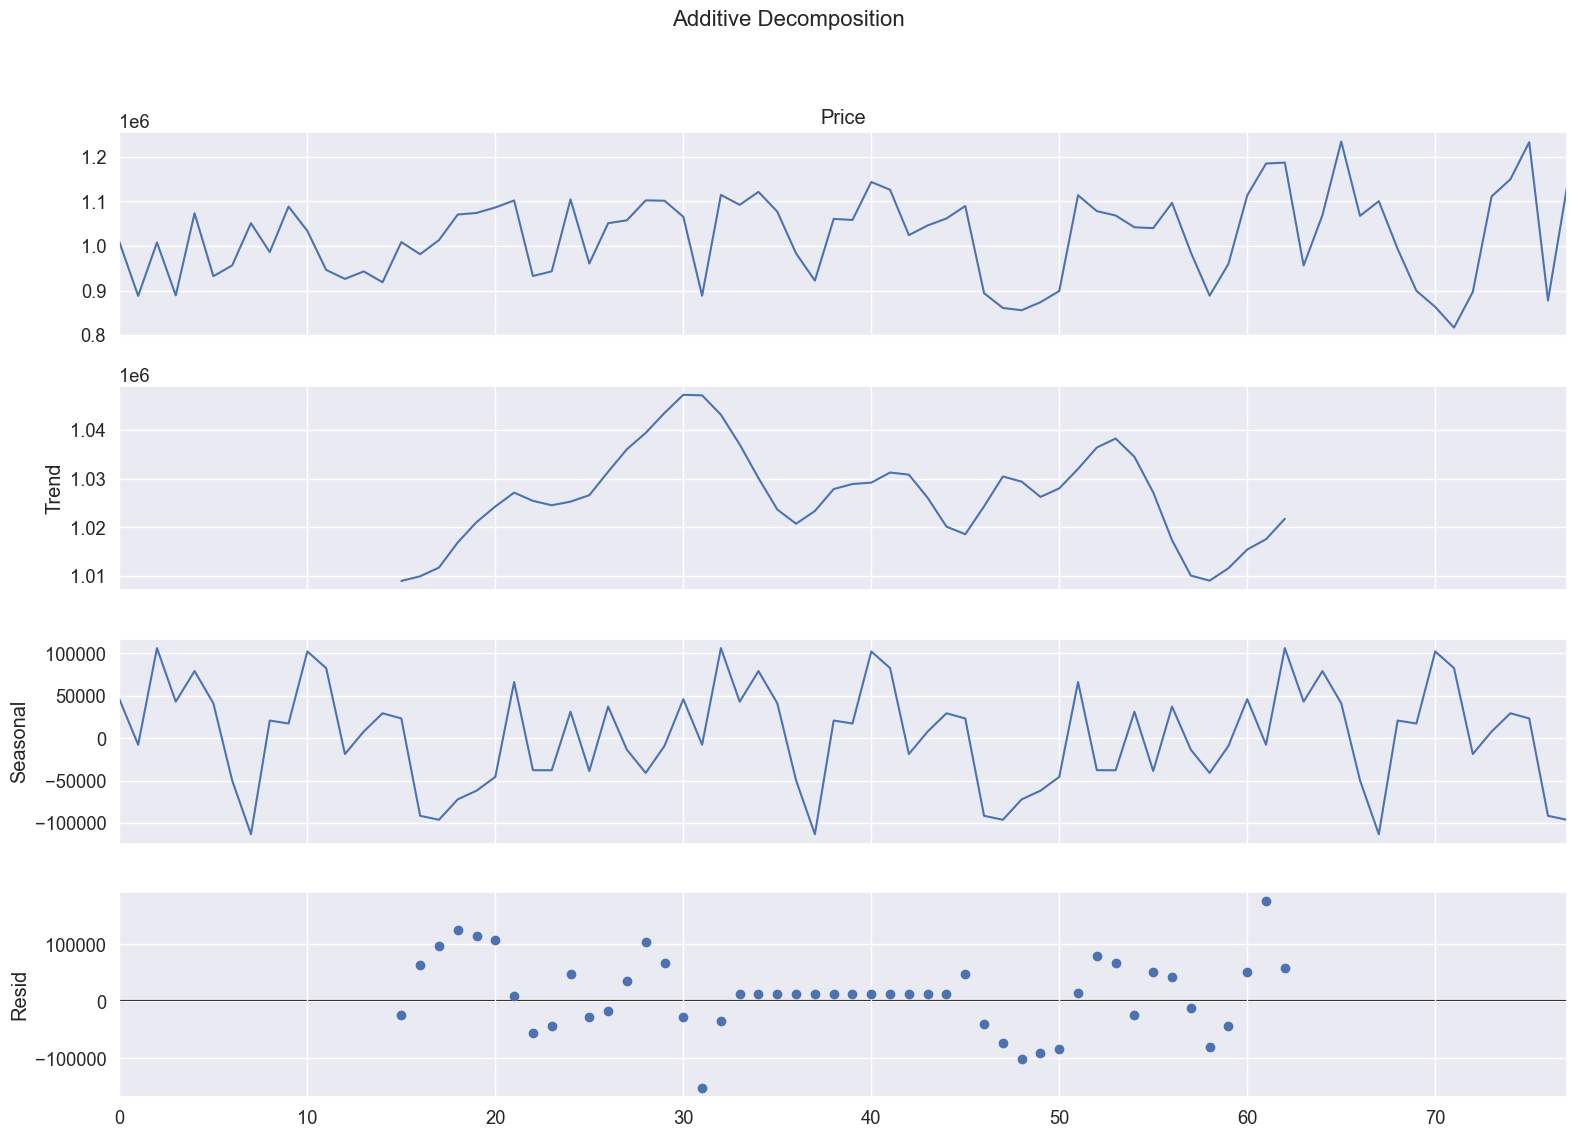 Additive Decomposition
Price
1e6
1.2
1.1
1.0
0.9
0.8
1e6
1.04
1.03
1.02
1.01
Trend
100000
50000
0
−50000
−100000
Seasonal
100000
0
−100000
Resid
0 10 20 30 40 50 60 70